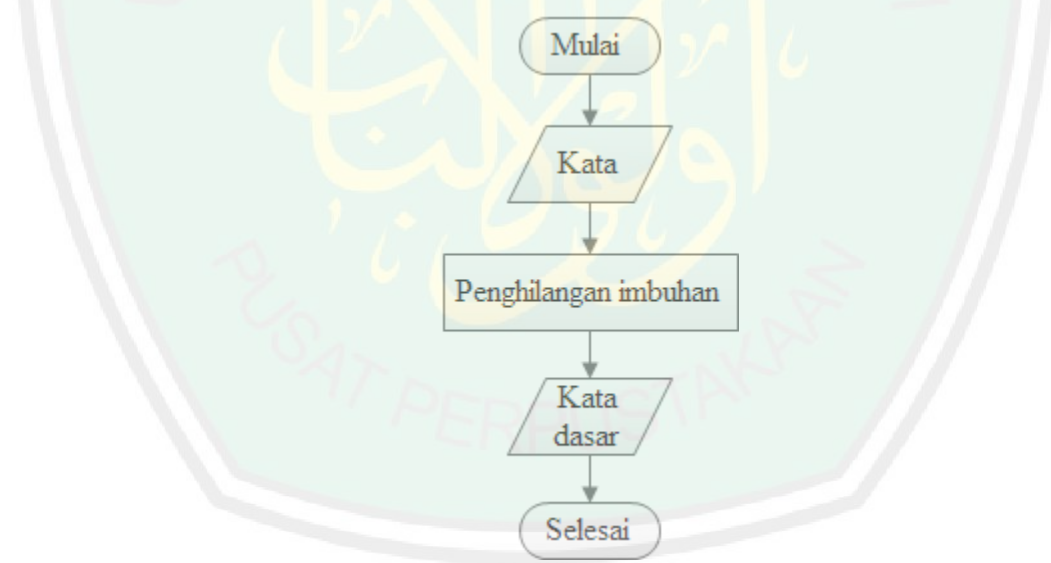 Mulai
Kata
Penghilangan imbuhan
Kata
dasar
Selesai
PUSAT PERPUSTAKAAN